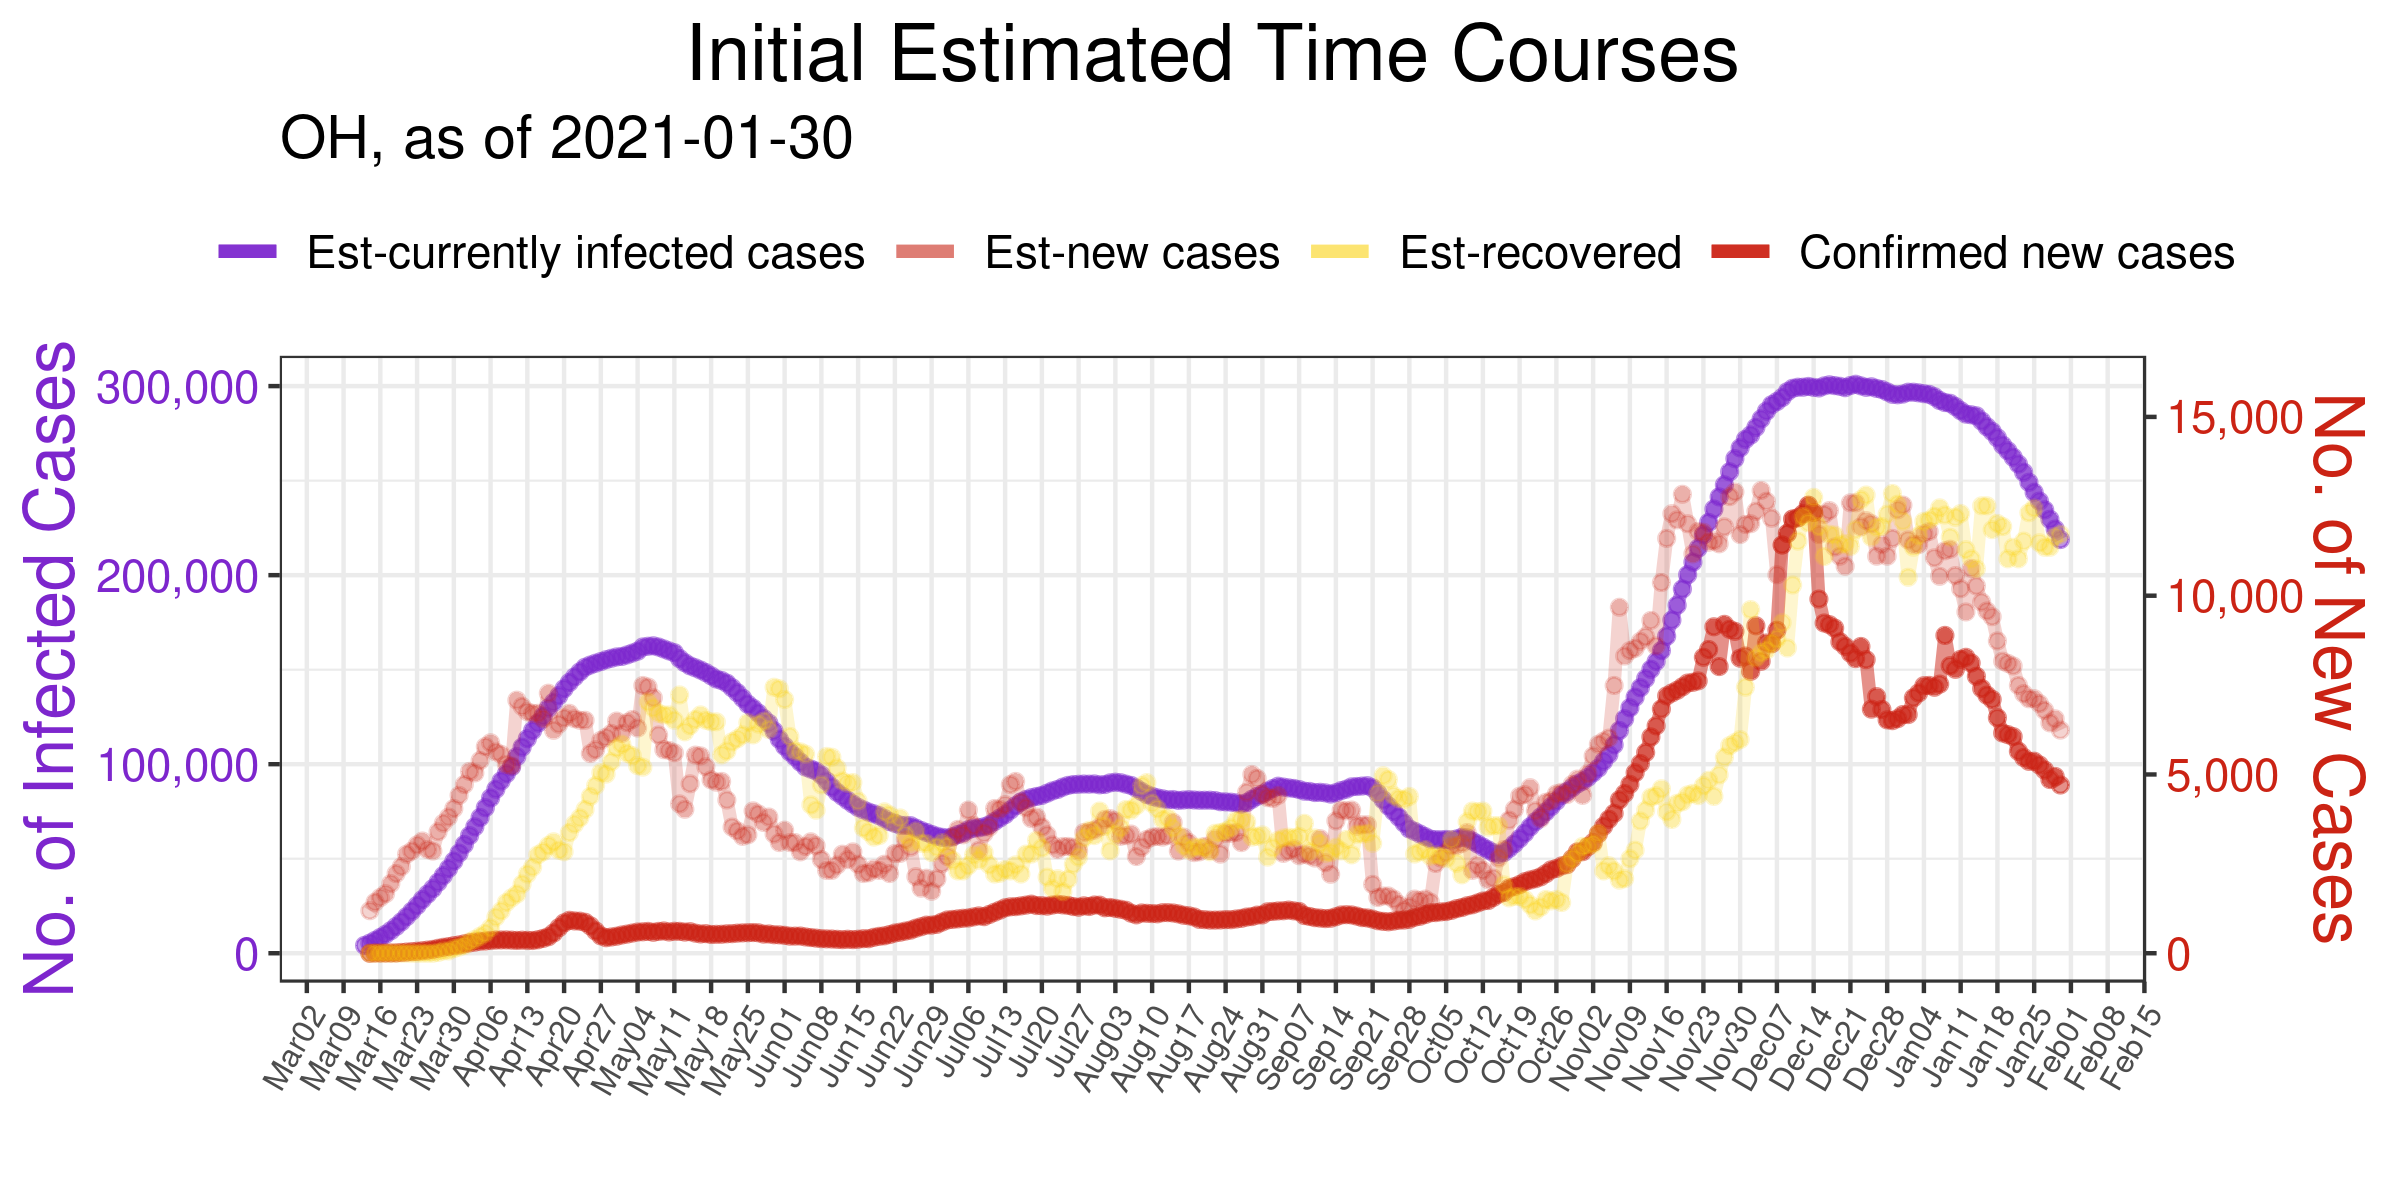 Initial Estimated Time Courses
OH, as of 2021-01-30
Est-currently infected cases
Est-new cases
Est-recovered
Confirmed new cases
No. of Infected Cases
300,000
200,000
100,000
0
15,000
10,000
5,000
0
No. of New Cases
Mar02
Mar09
Mar16
Mar23
Mar30
Apr06
Apr13
Apr20
Apr27
May04
May11
May18
May25
Jun01
Jun08
Jun15
Jun22
Jun29
Jul06
Jul13
Jul20
Jul27
Aug03
Aug10
Aug17
Aug24
Aug31
Sep07
Sep14
Sep21
Sep28
Oct05
Oct12
Oct19
Oct26
Nov02
Nov09
Nov16
Nov23
Nov30
Dec07
Dec14
Dec21
Dec28
Jan04
Jan11
Jan18
Jan25
Feb01
Feb08
Feb15